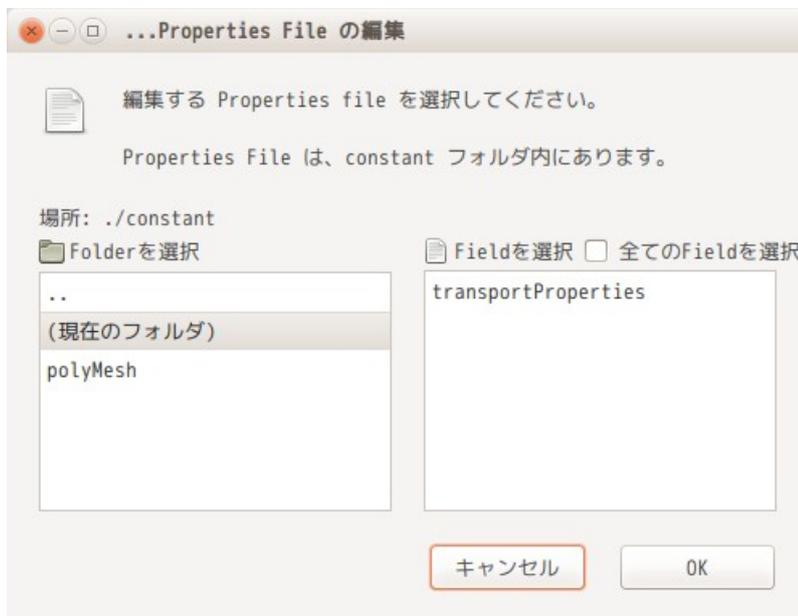 ...Properties File の編集
編集する Properties file を選択してください。
Properties File は、constant フォルダ内にあります。
場所: ./constant
Folderを選択
Fieldを選択 全てのFieldを選択
..
(現在のフォルダ)
polyMesh
transportProperties
キャンセル OK